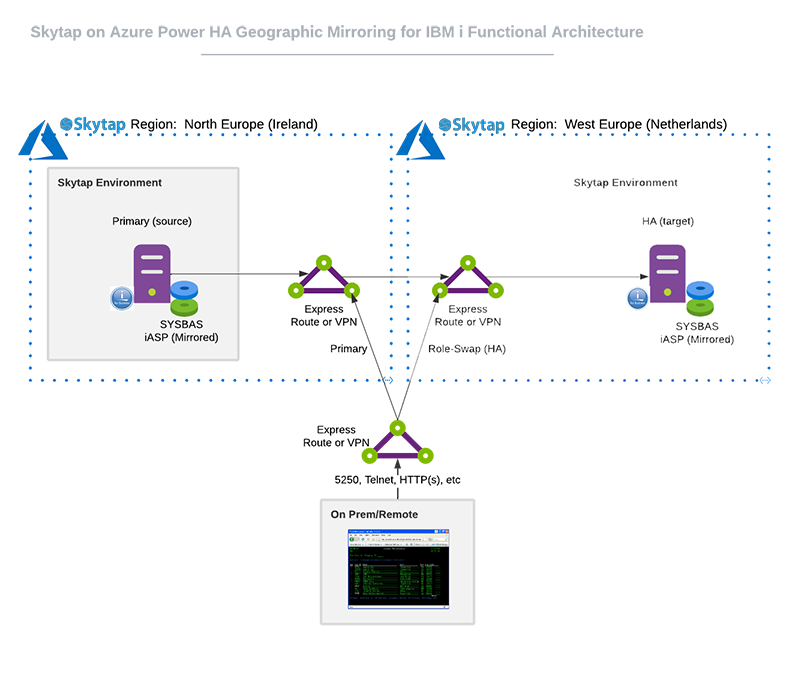 Skytap on Azure Power HA Geographic Mirroring for IBM i Functional Architecture
Skytap Region: North Europe (Ireland)
Skytap Region: West Europe (Netherlands)
Skytap Environment
Skytap Environment
Primary (source)
HA (target)
SYSBAS
iASP (Mirrored)
Express
Route or VPN
Express
Route or VPN
SYSBAS
iASP (Mirrored)
Primary
Role-Swap (HA)
Express
Route or VPN
5250, Telnet, HTTP(s), etc
On Prem/Remote